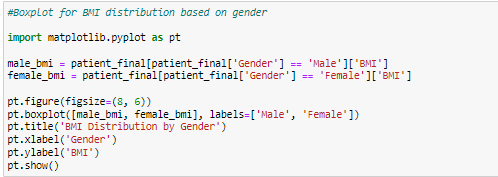 #Boxplot for BMI distribution based on gender
import matplotlib.pyplot as pt
male_bmi = patient_final[patient_final['Gender'] == 'Male']['BMI']
female_bmi = patient_final[patient_final['Gender'] == 'Female']['BMI']
pt.figure(figsize=(8, 6))
pt.boxplot([male_bmi, female_bmi], labels=['Male', 'Female'])
pt.title('BMI Distribution by Gender')
pt.xlabel('Gender')
pt.ylabel('BMI')
pt.show()